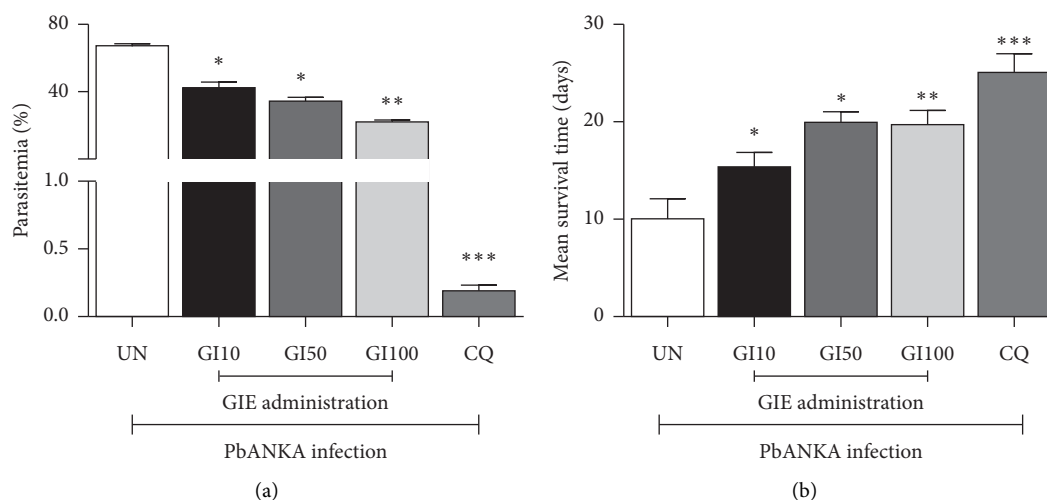 Parasitemia (%)
80
40
1.0
0.5
0.0
*
*
**
***
UN GI10 GI50 GI100 CQ
GIE administration
PbANKA infection
(a)
Mean survival time (days)
30
20
10
0
*
*
**
***
UN GI10 GI50 GI100 CQ
GIE administration
PbANKA infection
(b)